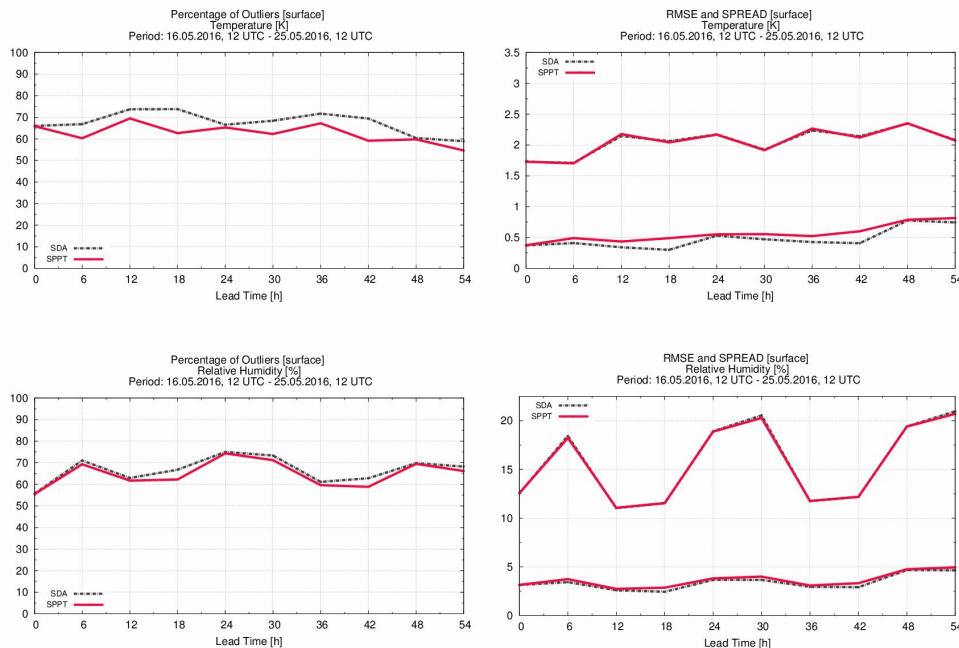 Percentage of Outliers [surface]
Temperature [K]
Period: 16.05.2016, 12 UTC - 25.05.2016, 12 UTC
100
90
80
70
60
50
40
30
20
10
0
SDA
SPPT
0 6 12 18 24 30 36 42 48 54
Lead Time [h]
RMSE and SPREAD [surface]
Temperature [K]
Period: 16.05.2016, 12 UTC - 25.05.2016, 12 UTC
3.5
3
2.5
2
1.5
1
0.5
0
SDA
SPPT
0 6 12 18 24 30 36 42 48 54
Lead Time [h]
Percentage of Outliers [surface]
Relative Humidity [%]
Period: 16.05.2016, 12 UTC - 25.05.2016, 12 UTC
100
90
80
70
60
50
40
30
20
10
0
SDA
SPPT
0 6 12 18 24 30 36 42 48 54
Lead Time [h]
RMSE and SPREAD [surface]
Relative Humidity [%]
Period: 16.05.2016, 12 UTC - 25.05.2016, 12 UTC
20
15
10
5
0
SDA
SPPT
0 6 12 18 24 30 36 42 48 54
Lead Time [h]